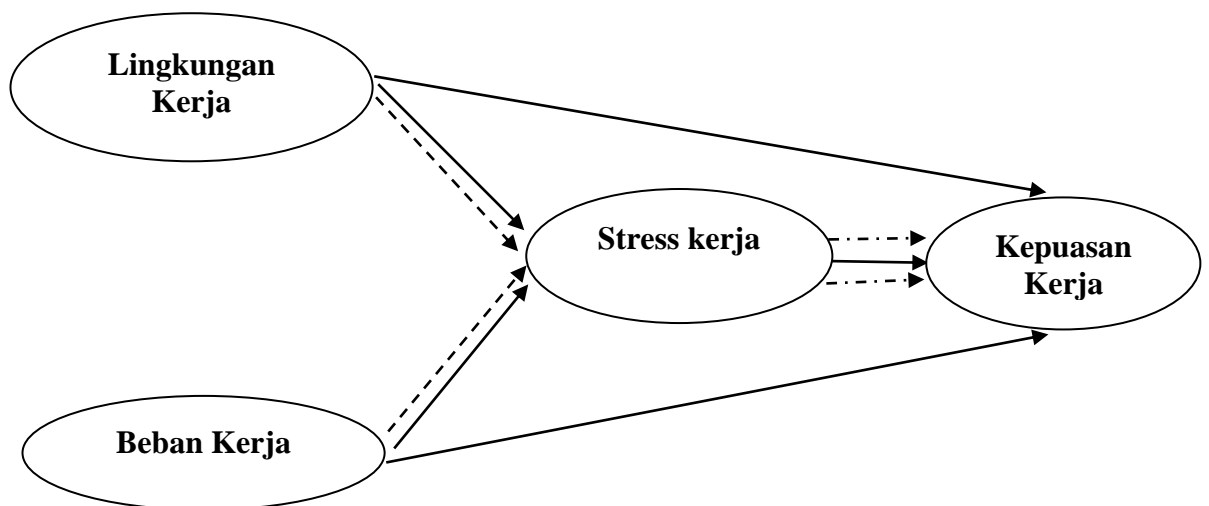 Lingkungan
Kerja
Stress kerja
Kepuasan
Kerja
Beban Kerja